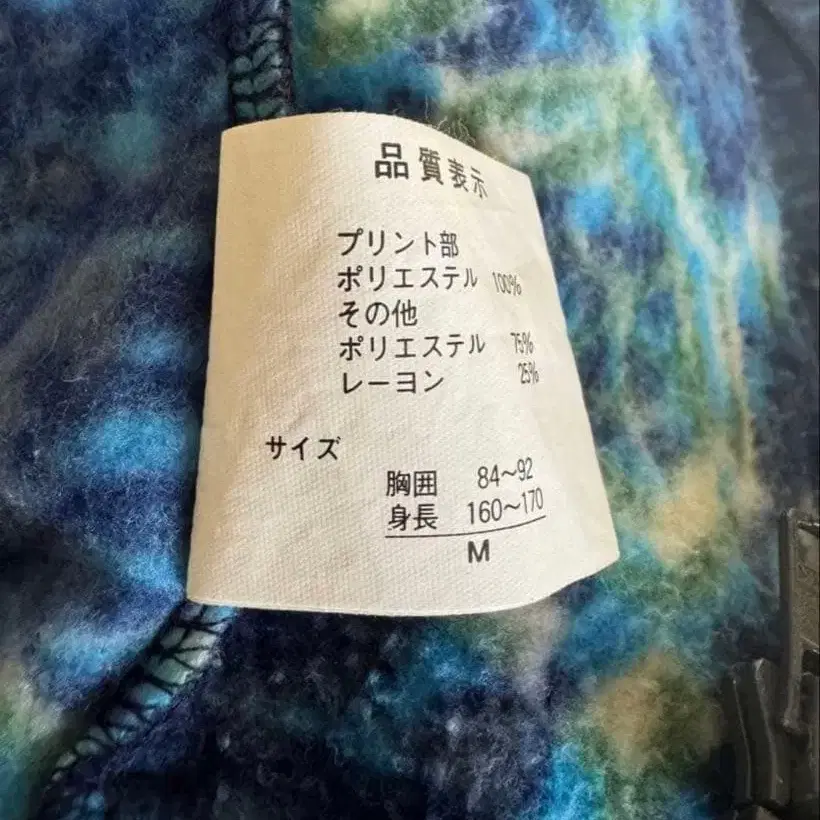 品質表示
プリント部
ポリエステル 100%
その他
ポリエステル 75%
レーヨン 25%
サイズ
胸囲 84～92
身長 160～170
M